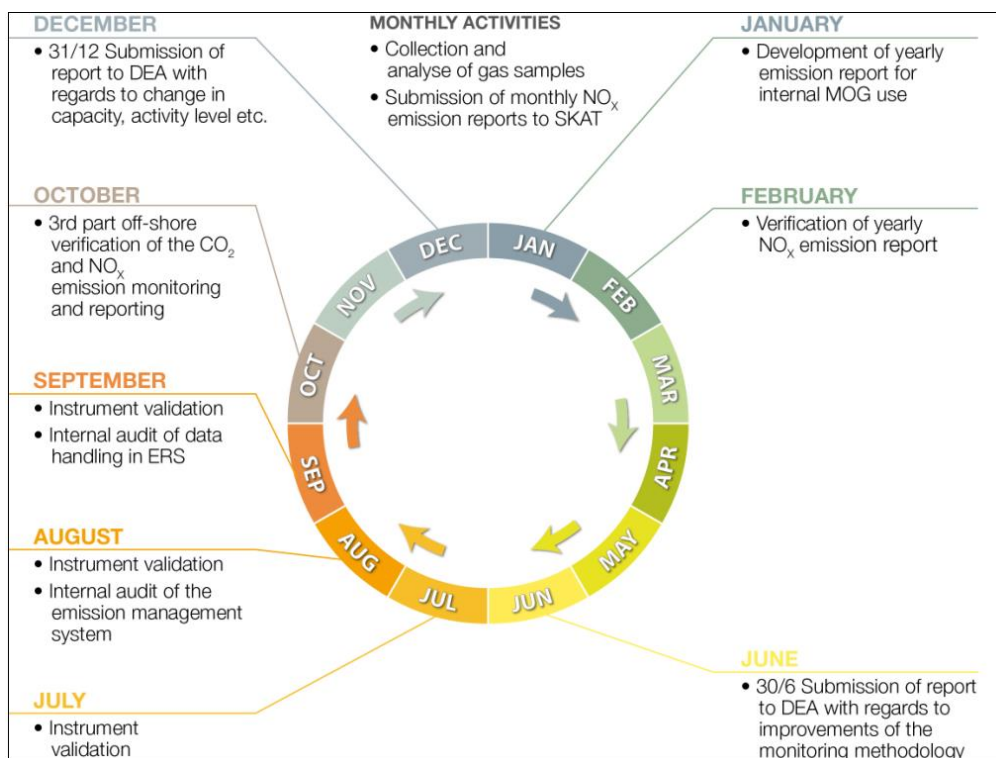 DECEMBER
• 31/12 Submission of
report to DEA with
regards to change in
capacity, activity level etc.
MONTHLY ACTIVITIES
• Collection and
analyse of gas samples
• Submission of monthly NOₓ
emission reports to SKAT
JANUARY
• Development of yearly
emission report for
internal MOG use
OCTOBER
• 3rd part off-shore
verification of the CO₂
and NOₓ
emission monitoring
and reporting
FEBRUARY
• Verification of yearly
NOₓ emission report
SEPTEMBER
• Instrument validation
• Internal audit of data
handling in ERS
AUGUST
• Instrument validation
• Internal audit of the
emission management
system
JULY
• Instrument
validation
JUNE
• 30/6 Submission of report
to DEA with regards to
improvements of the
monitoring methodology
JAN
FEB
MAR
APR
MAY
JUN
JUL
AUG
SEP
OCT
NOV
DEC